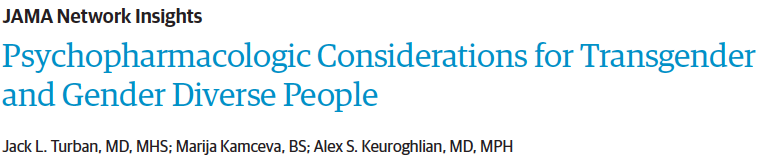 JAMA Network Insights
Psychopharmacologic Considerations for Transgender
and Gender Diverse People
Jack L. Turban, MD, MHS; Marija Kamceva, BS; Alex S. Keuroghlian, MD, MPH